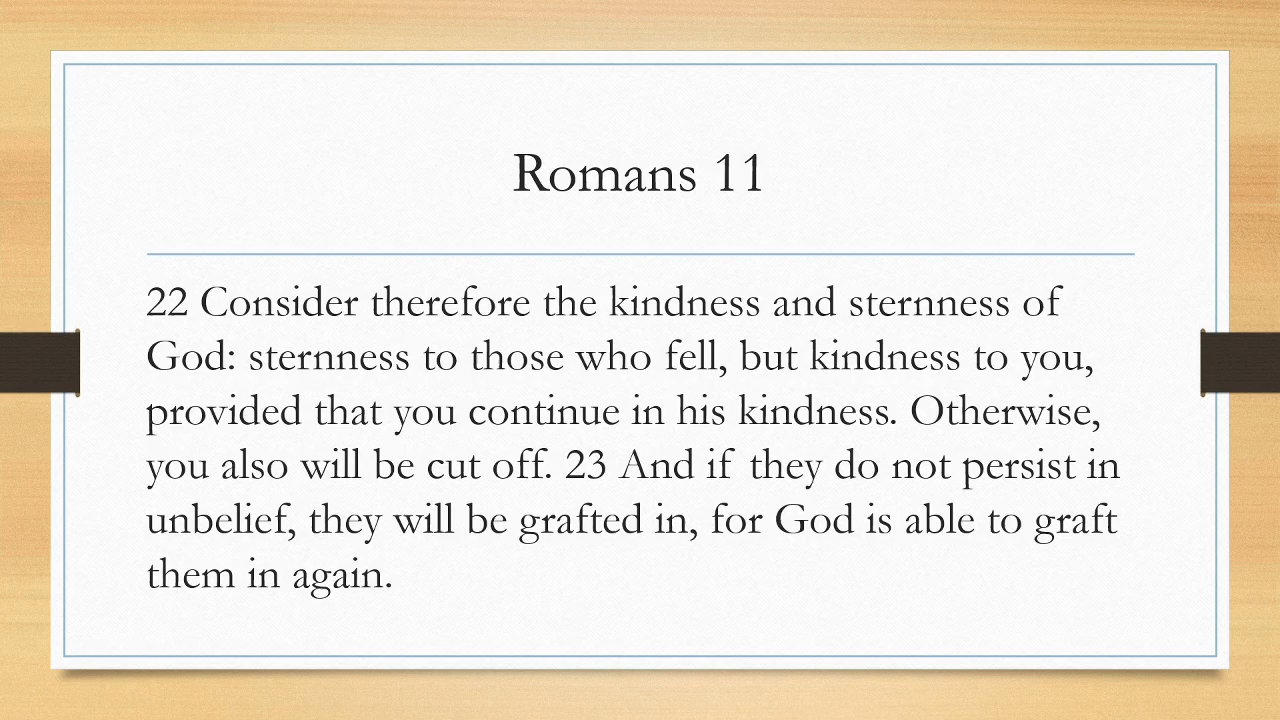 Romans 11
22 Consider therefore the kindness and sternness of
God: sternness to those who fell, but kindness to you,
provided that you continue in his kindness. Otherwise,
you also will be cut off. 23 And if they do not persist in
unbelief, they will be grafted in, for God is able to graft
them in again.